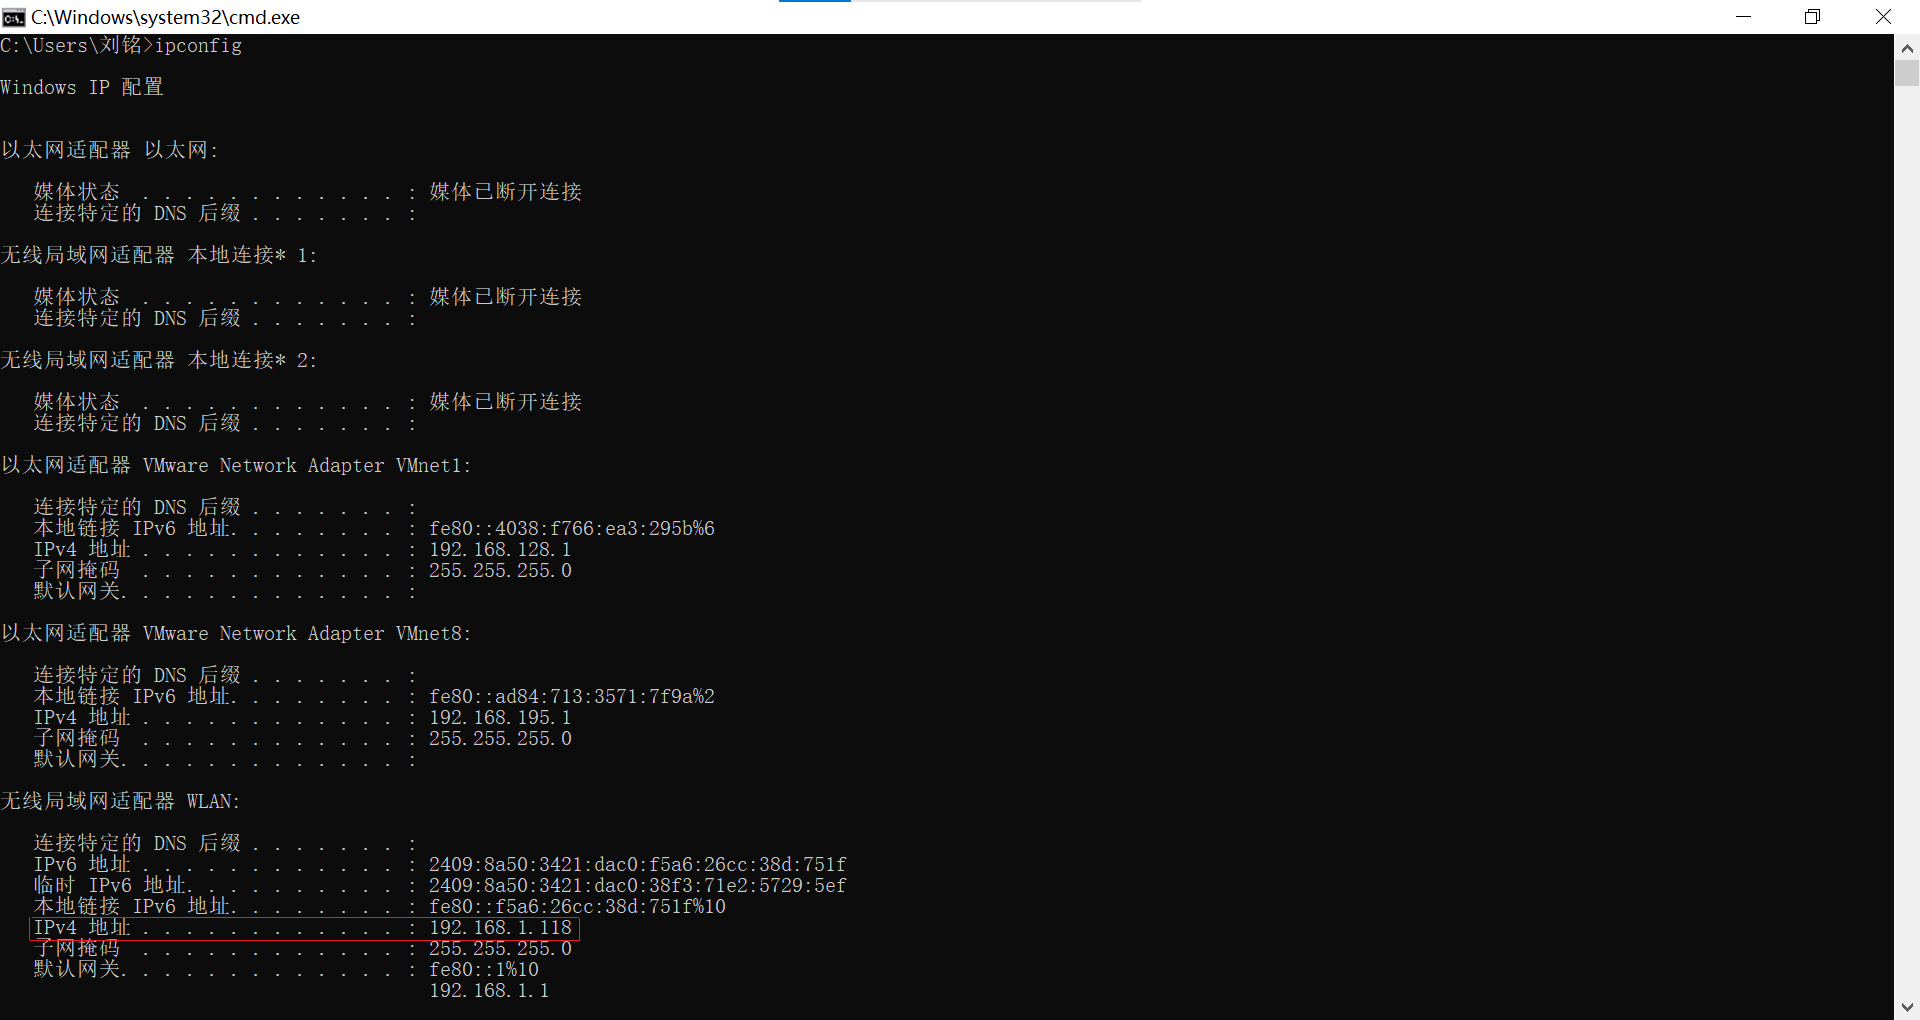 C:\Windows\system32\cmd.exe
C:\Users\刘铭>ipconfig
Windows IP 配置
以太网适配器 以太网:
媒体状态  . . . . . . . . . . . . : 媒体已断开连接
连接特定的 DNS 后缀 . . . . . . . :
无线局域网适配器 本地连接* 1:
媒体状态  . . . . . . . . . . . . : 媒体已断开连接
连接特定的 DNS 后缀 . . . . . . . :
无线局域网适配器 本地连接* 2:
媒体状态  . . . . . . . . . . . . : 媒体已断开连接
连接特定的 DNS 后缀 . . . . . . . :
以太网适配器 VMware Network Adapter VMnet1:
连接特定的 DNS 后缀 . . . . . . . :
本地链接 IPv6 地址. . . . . . . . : fe80::4038:f766:ea3:295b%6
IPv4 地址 . . . . . . . . . . . . : 192.168.128.1
子网掩码  . . . . . . . . . . . . : 255.255.255.0
默认网关. . . . . . . . . . . . . :
以太网适配器 VMware Network Adapter VMnet8:
连接特定的 DNS 后缀 . . . . . . . :
本地链接 IPv6 地址. . . . . . . . : fe80::ad84:713:3571:7f9a%2
IPv4 地址 . . . . . . . . . . . . : 192.168.195.1
子网掩码  . . . . . . . . . . . . : 255.255.255.0
默认网关. . . . . . . . . . . . . :
无线局域网适配器 WLAN:
连接特定的 DNS 后缀 . . . . . . . :
IPv6 地址 . . . . . . . . . . . . : 2409:8a50:3421:dac0:f5a6:26cc:38d:751f
临时 IPv6 地址. . . . . . . . . . : 2409:8a50:3421:dac0:38f3:71e2:5729:5ef
本地链接 IPv6 地址. . . . . . . . : fe80::f5a6:26cc:38d:751f%10
IPv4 地址 . . . . . . . . . . . . : 192.168.1.118
子网掩码  . . . . . . . . . . . . : 255.255.255.0
默认网关. . . . . . . . . . . . . : fe80::1%10
192.168.1.1